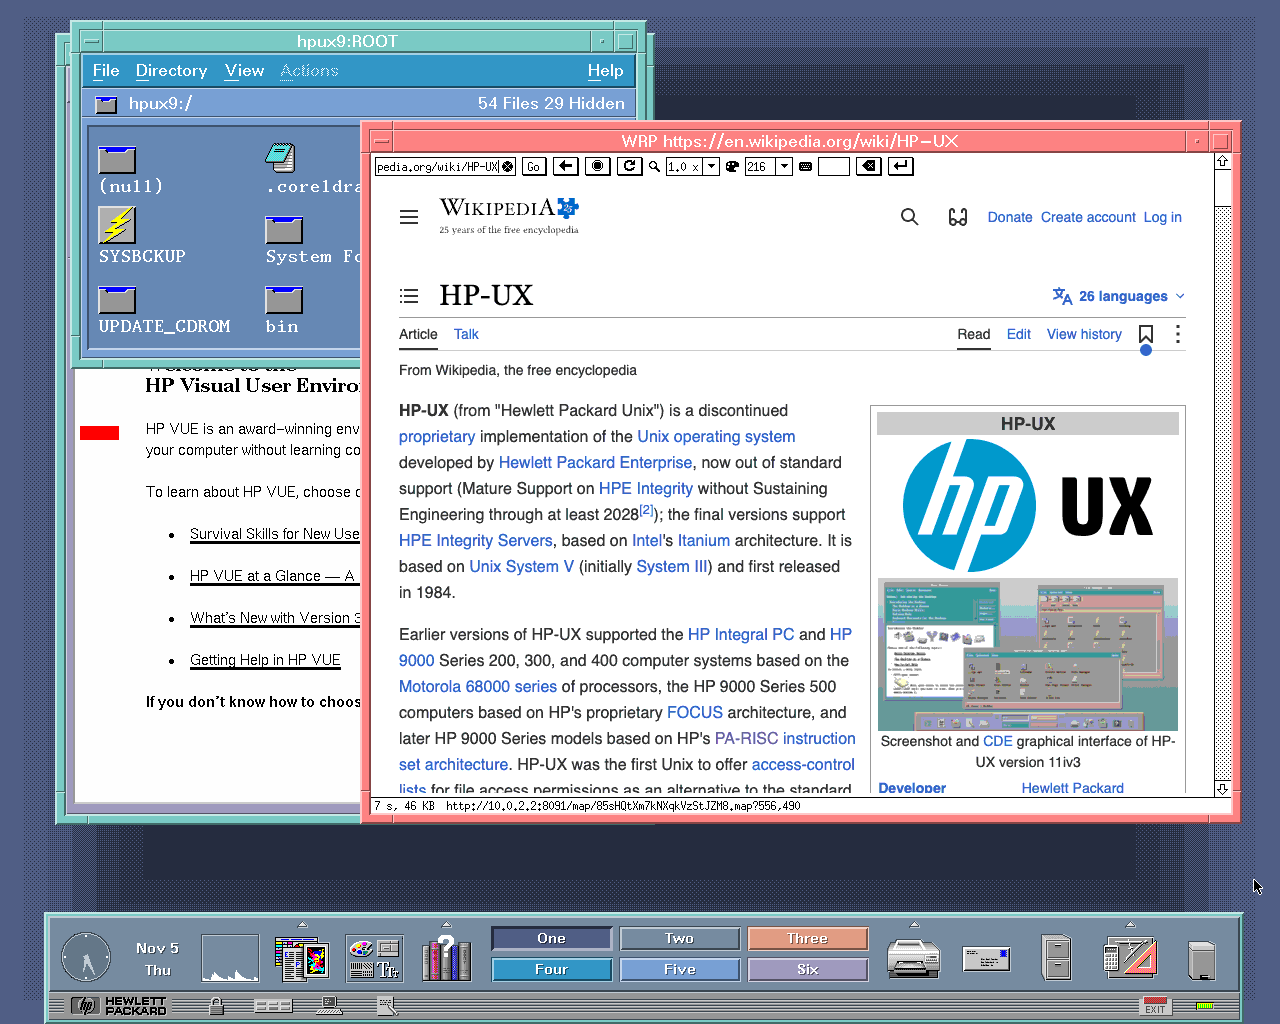 hpux9:ROOT
File Directory View Actions Help
hpux9:/ 54 Files 29 Hidden
(null) .core1dra
SYSBCKUP System Fo
UPDATE_CDROM bin
HP Visual User Enviro
HP VUE is an award-winning env
your computer without learning co
To learn about HP VUE, choose o
Survival Skills for New Use
HP VUE at a Glance — A
What's New with Version 3
Getting Help in HP VUE
If you don't know how to choos
WRP https://en.wikipedia.org/wiki/HP-UX
pedia.org/wiki/HP-UX Go 1.0 x 216
WIKIPEDIA 25
25 years of the free encyclopedia
Donate Create account Log in
HP-UX
26 languages
Article Talk Read Edit View history
From Wikipedia, the free encyclopedia
HP-UX (from "Hewlett Packard Unix") is a discontinued
proprietary implementation of the Unix operating system
developed by Hewlett Packard Enterprise, now out of standard
support (Mature Support on HPE Integrity without Sustaining
Engineering through at least 2028[2]); the final versions support
HPE Integrity Servers, based on Intel's Itanium architecture. It is
based on Unix System V (initially System III) and first released
in 1984.
Earlier versions of HP-UX supported the HP Integral PC and HP
9000 Series 200, 300, and 400 computer systems based on the
Motorola 68000 series of processors, the HP 9000 Series 500
computers based on HP's proprietary FOCUS architecture, and
later HP 9000 Series models based on HP's PA-RISC instruction
set architecture. HP-UX was the first Unix to offer access-control
lists for file access permissions as an alternative to the standard
HP-UX
hp UX
Screenshot and CDE graphical interface of HP-
UX version 11iv3
Developer Hewlett Packard
7 s, 46 KB http://10.0.2.2:8091/map/85sHQtXm7kNXqkVzStJZM8.map?556,490
Nov 5
Thu
One Two Three
Four Five Six
hp HEWLETT
PACKARD
EXIT